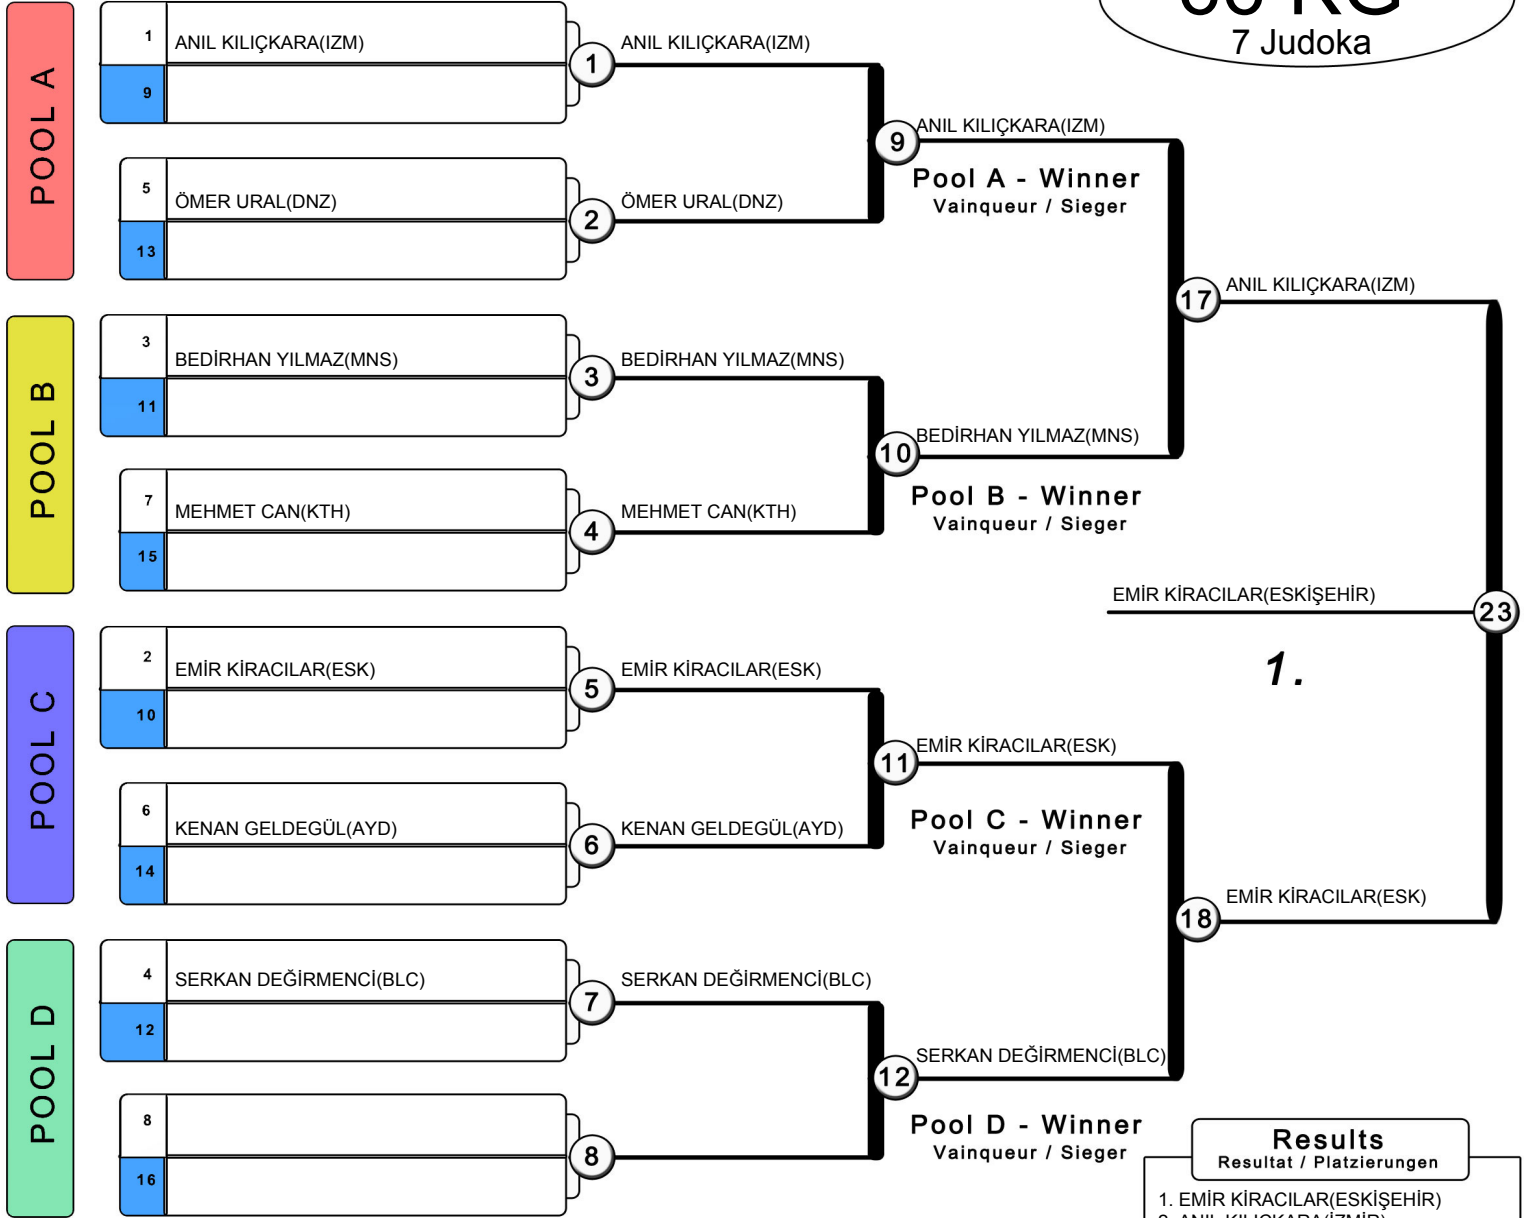 KG
7 Judoka
POOL A
1 ANIL KILIÇKARA(IZM)
9
1 ANIL KILIÇKARA(IZM)
5 ÖMER URAL(DNZ)
13
2 ÖMER URAL(DNZ)
9 ANIL KILIÇKARA(IZM)
Pool A - Winner
Vainqueur / Sieger
POOL B
3 BEDİRHAN YILMAZ(MNS)
11
3 BEDİRHAN YILMAZ(MNS)
7 MEHMET CAN(KTH)
15
4 MEHMET CAN(KTH)
10 BEDİRHAN YILMAZ(MNS)
Pool B - Winner
Vainqueur / Sieger
17 ANIL KILIÇKARA(IZM)
EMİR KİRACILAR(ESKİŞEHİR)
23
1.
POOL C
2 EMİR KİRACILAR(ESK)
10
5 EMİR KİRACILAR(ESK)
6 KENAN GELDEGÜL(AYD)
14
6 KENAN GELDEGÜL(AYD)
11 EMİR KİRACILAR(ESK)
Pool C - Winner
Vainqueur / Sieger
18 EMİR KİRACILAR(ESK)
POOL D
4 SERKAN DEĞİRMENCİ(BLC)
12
7 SERKAN DEĞİRMENCİ(BLC)
8
16
8
12 SERKAN DEĞİRMENCİ(BLC)
Pool D - Winner
Vainqueur / Sieger
Results
Resultat / Platzierungen
1. EMİR KİRACILAR(ESKİŞEHİR)
2. ANIL KILIÇKARA(İZMİR)